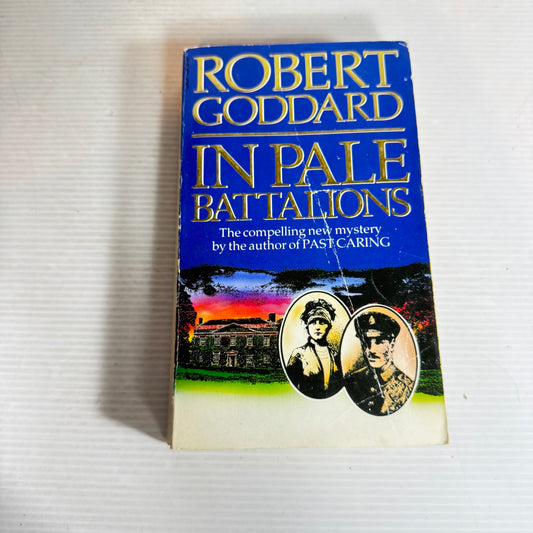 ROBERT
GODDARD
IN PALE
BATTALIONS
The compelling new mystery
by the author of PAST CARING